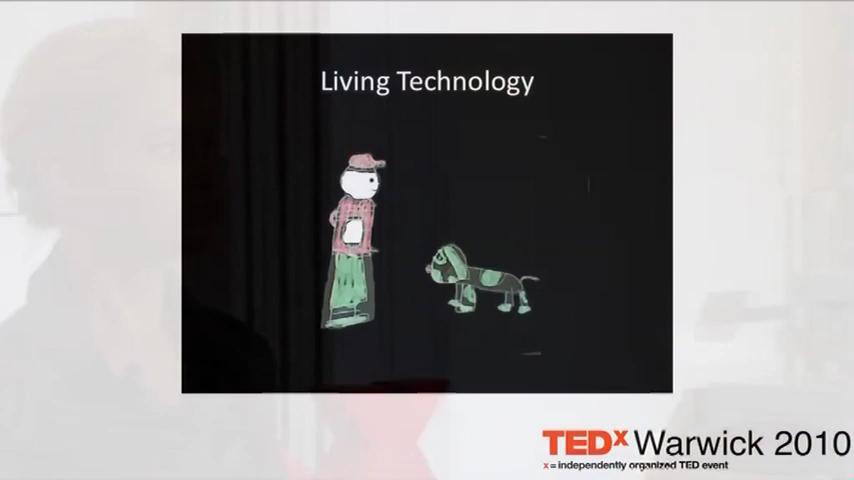 Living Technology
TEDx Warwick 2010
x = independently organized TED event